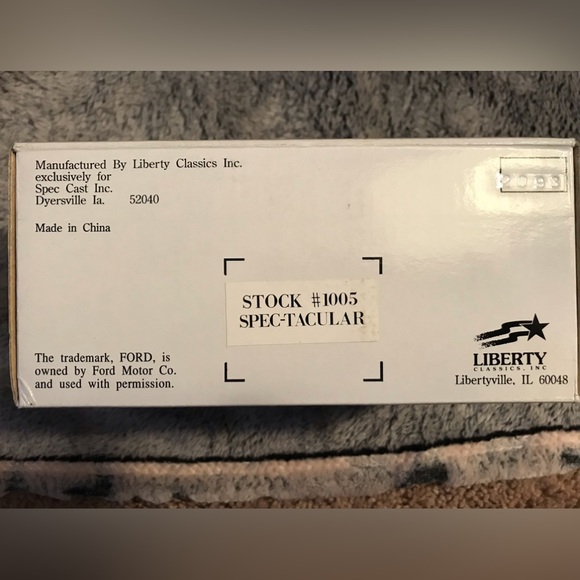 Manufactured By Liberty Classics Inc.
exclusively for
Spec Cast Inc.
Dyersville Ia. 52040
Made in China
2093
STOCK #1005
SPEC-TACULAR
The trademark, FORD, is
owned by Ford Motor Co.
and used with permission.
LIBERTY
CLASSICS, INC
Libertyville, IL 60048